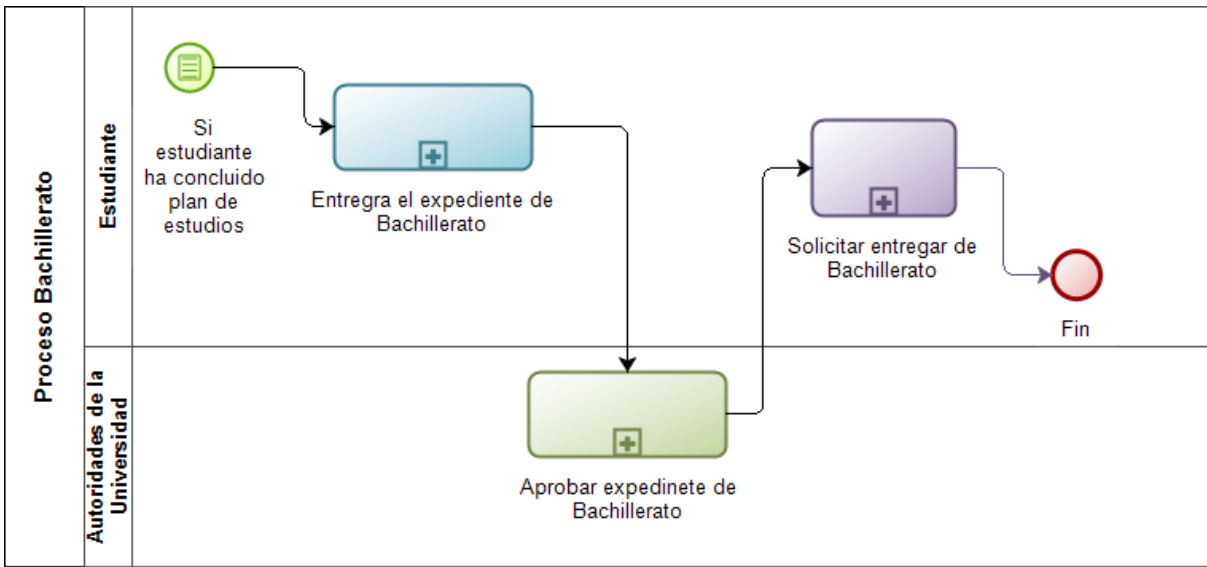 Proceso Bachillerato
Estudiante
Si
estudiante
ha concluido
plan de
estudios
Entregra el expediente de
Bachillerato
Solicitar entregar de
Bachillerato
Fin
Autoridades de la
Universidad
Aprobar expedinete de
Bachillerato